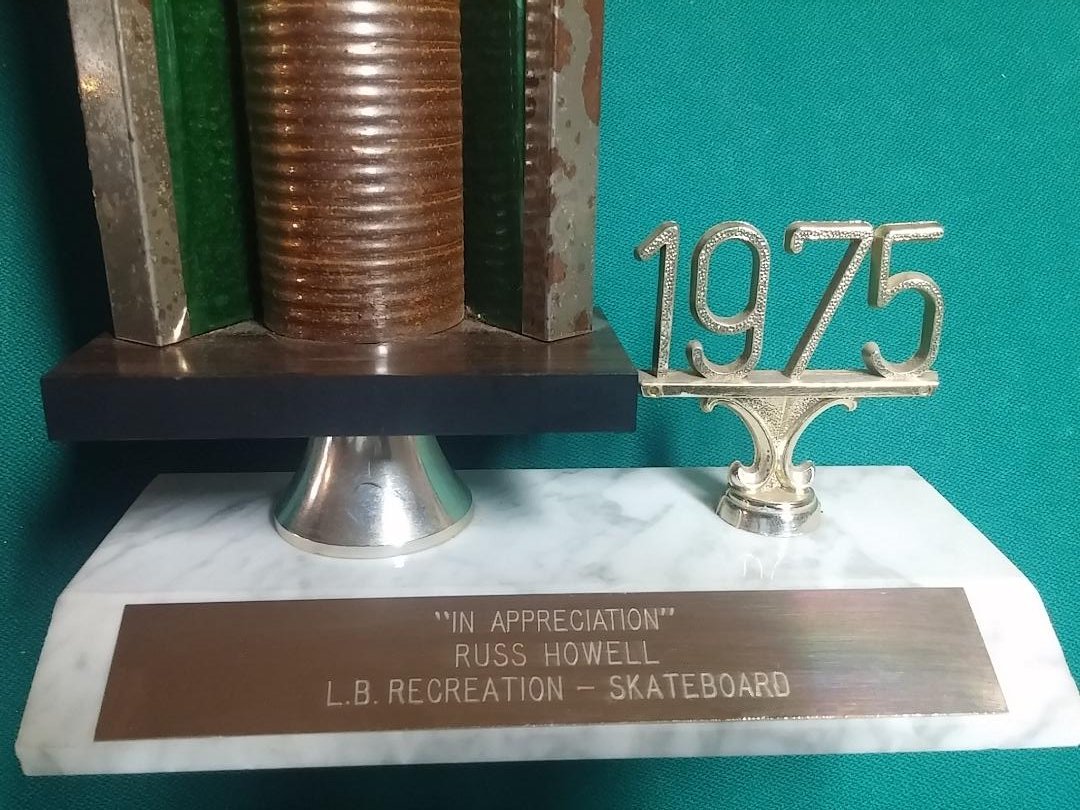 1975
"IN APPRECIATION"
RUSS HOWELL
L.B. RECREATION – SKATEBOARD